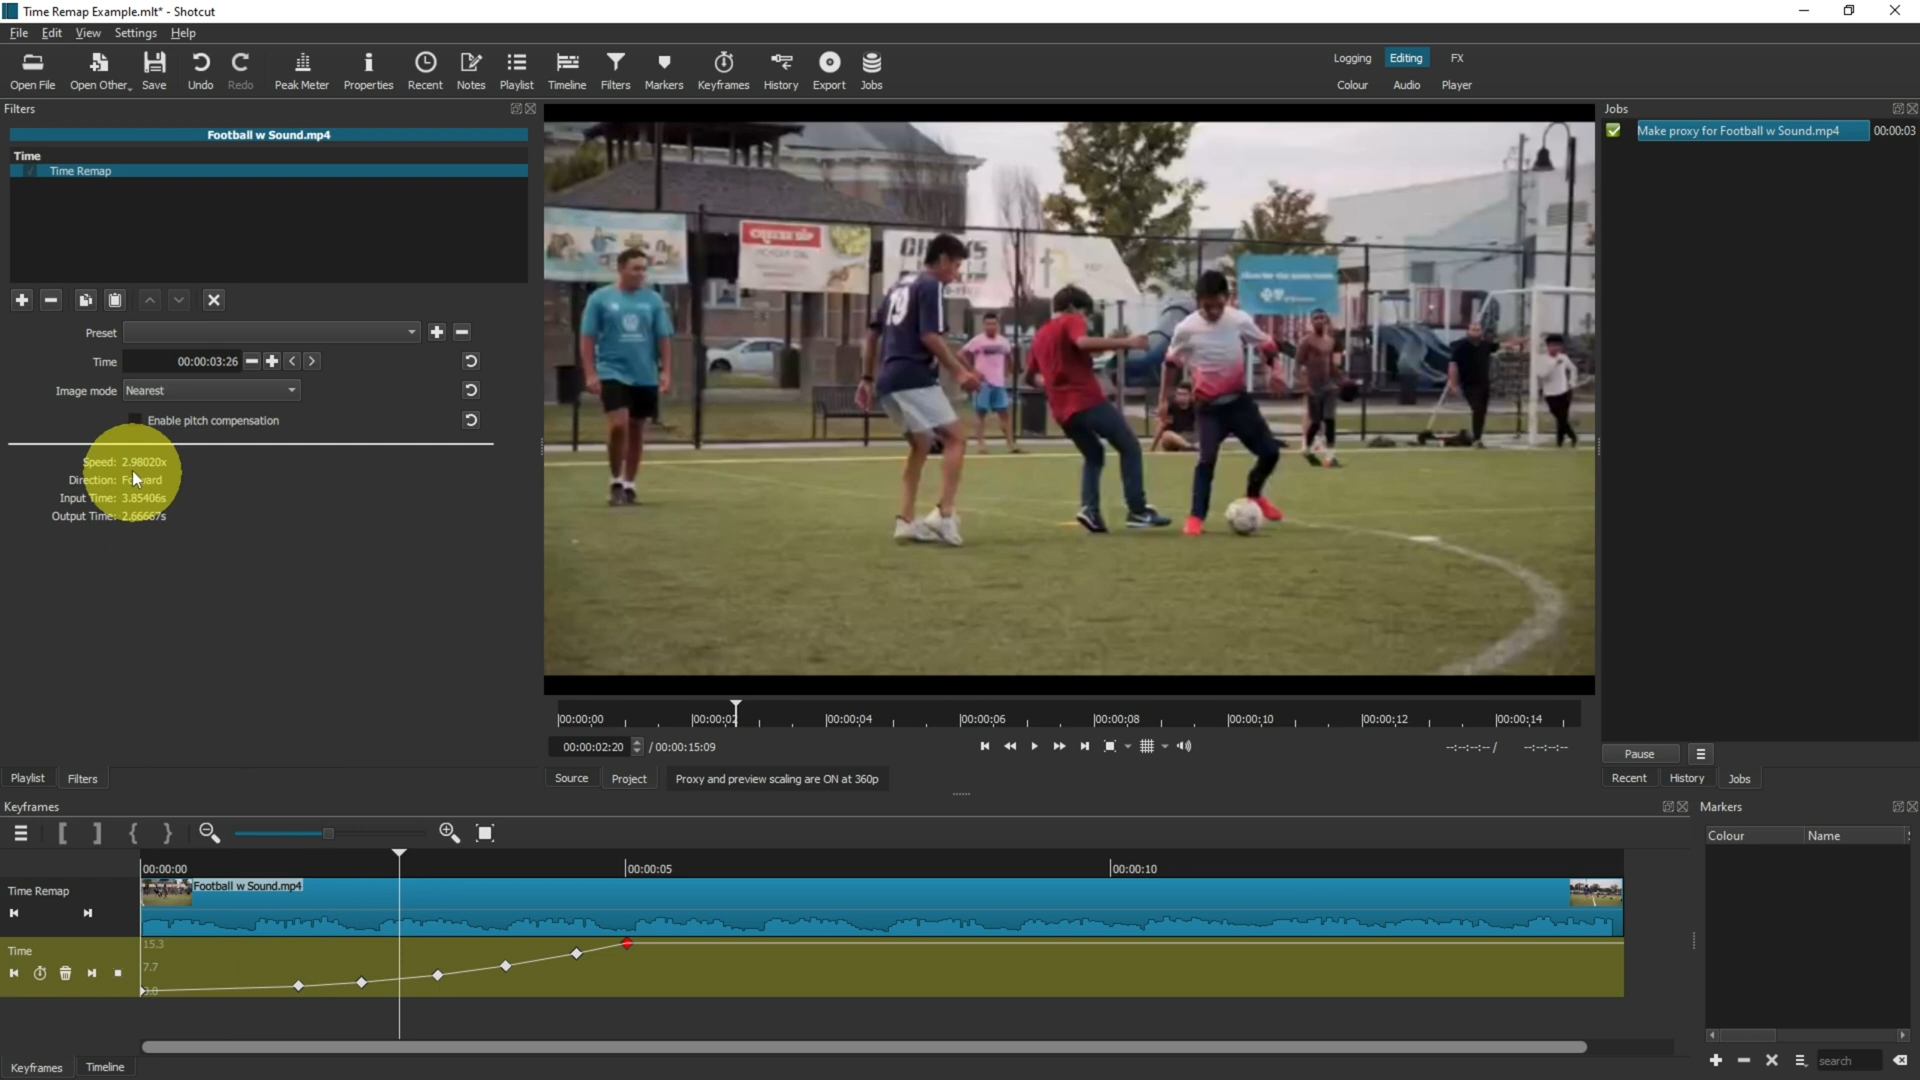 Time Remap Example.mlt* - Shotcut
File Edit View Settings Help
Open File Open Other... Save Undo Redo Peak Meter Properties Recent Notes Playlist Timeline Filters Markers Keyframes History Export Jobs
Logging Editing FX
Colour Audio Player
Filters
Football w Sound.mp4
Time
Time Remap
Preset
Time 00:00:03:26
Image mode Nearest
Enable pitch compensation
Speed: 2.98020x
Direction: Forward
Input Time: 3.85406s
Output Time: 2.66667s
Playlist Filters
00:00:00 00:00:02 00:00:04 00:00:06 00:00:08 00:00:10 00:00:12 00:00:14
00:00:02:20 / 00:00:15:09
--:--:--:-- / --:--:--:--
Source Project Proxy and preview scaling are ON at 360p
Jobs
Make proxy for Football w Sound.mp4 00:00:03
Pause
Recent History Jobs
Keyframes
00:00:00 00:00:05 00:00:10
Time Remap
Football w Sound.mp4
Time
15.3
7.7
0.0
Keyframes Timeline
Markers
Colour Name
search